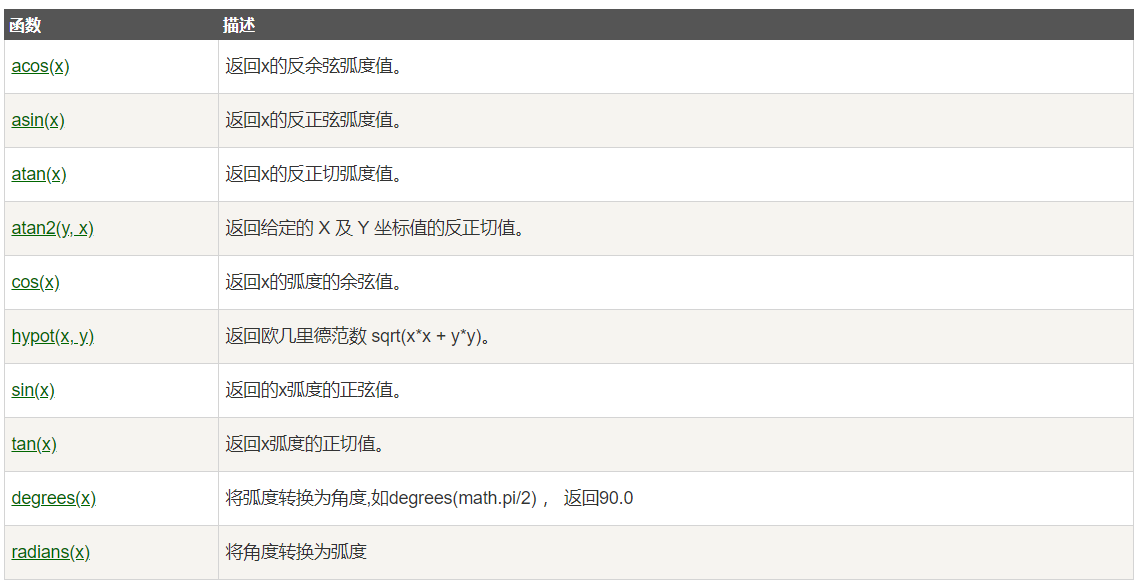 函数 描述
acos(x) 返回x的反余弦弧度值。
asin(x) 返回x的反正弦弧度值。
atan(x) 返回x的反正切弧度值。
atan2(y, x) 返回给定的 X 及 Y 坐标值的反正切值。
cos(x) 返回x的弧度的余弦值。
hypot(x, y) 返回欧几里德范数 sqrt(x*x + y*y)。
sin(x) 返回的x弧度的正弦值。
tan(x) 返回x弧度的正切值。
degrees(x) 将弧度转换为角度,如degrees(math.pi/2) ， 返回90.0
radians(x) 将角度转换为弧度